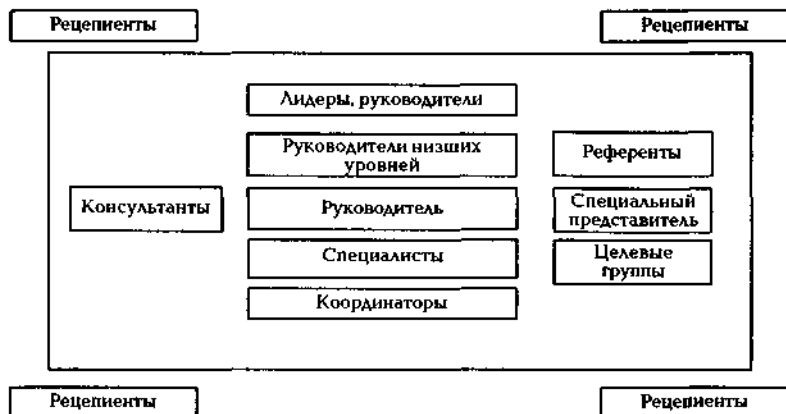 Рецепиенты
Рецепиенты
Лидеры, руководители
Руководители низших
уровней
Референты
Консультанты
Руководитель
Специальный
представитель
Специалисты
Целевые
группы
Координаторы
Рецепиенты
Рецепиенты